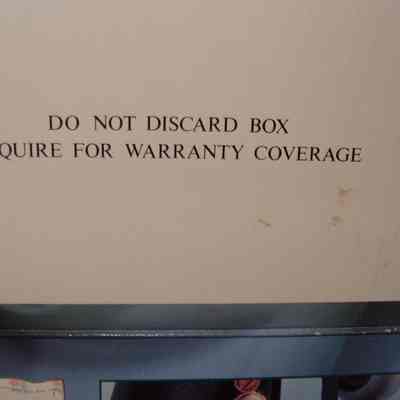 DO NOT DISCARD BOX
QUIRE FOR WARRANTY COVERAGE